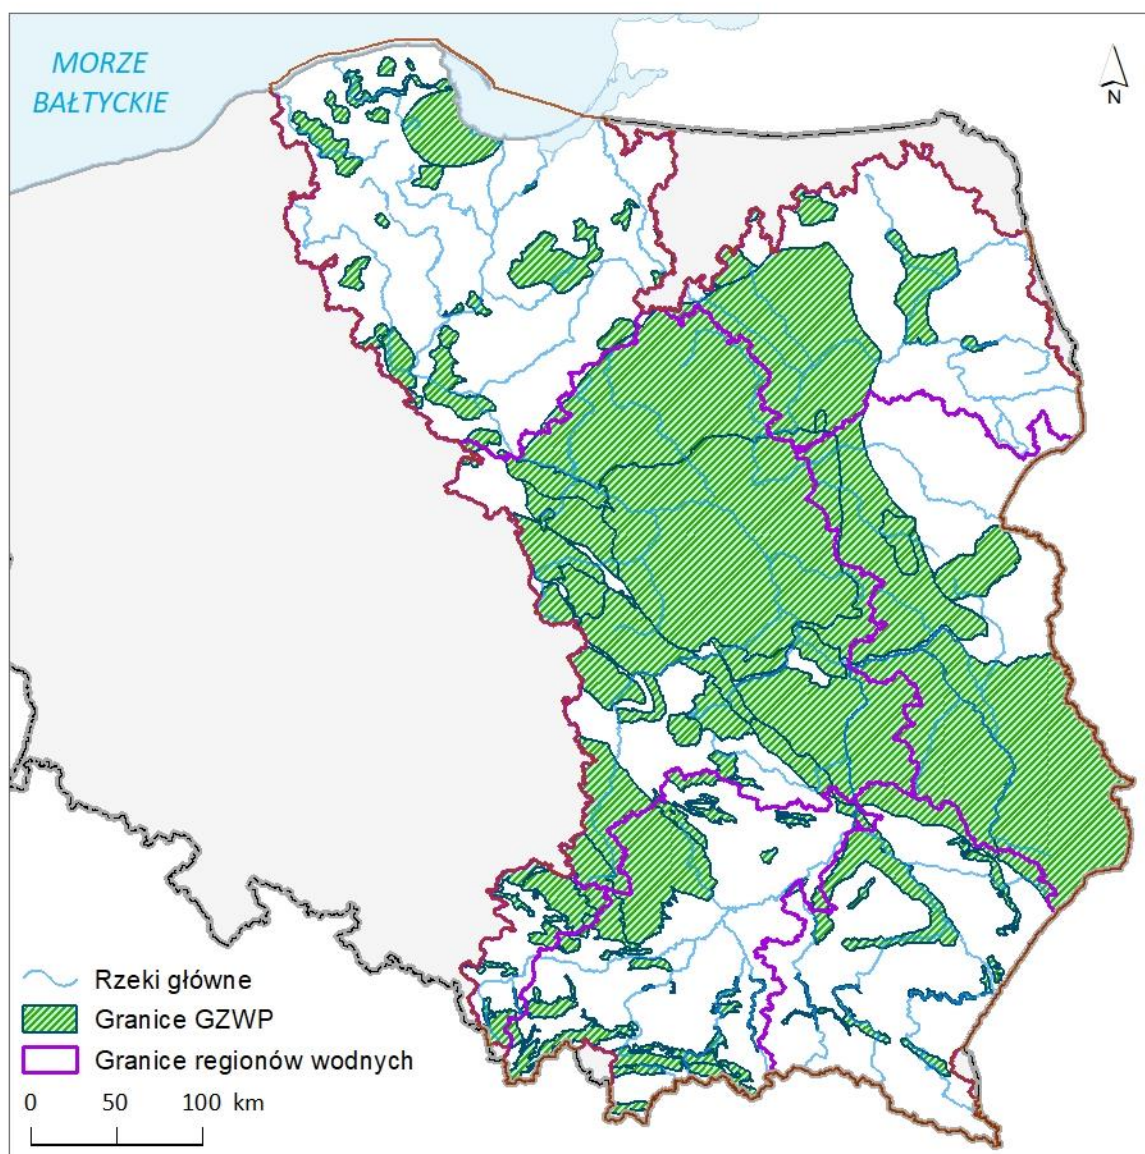 MORZE
BAŁTYCKIE
N
Rzeki główne
Granice GZWP
Granice regionów wodnych
0 50 100 km